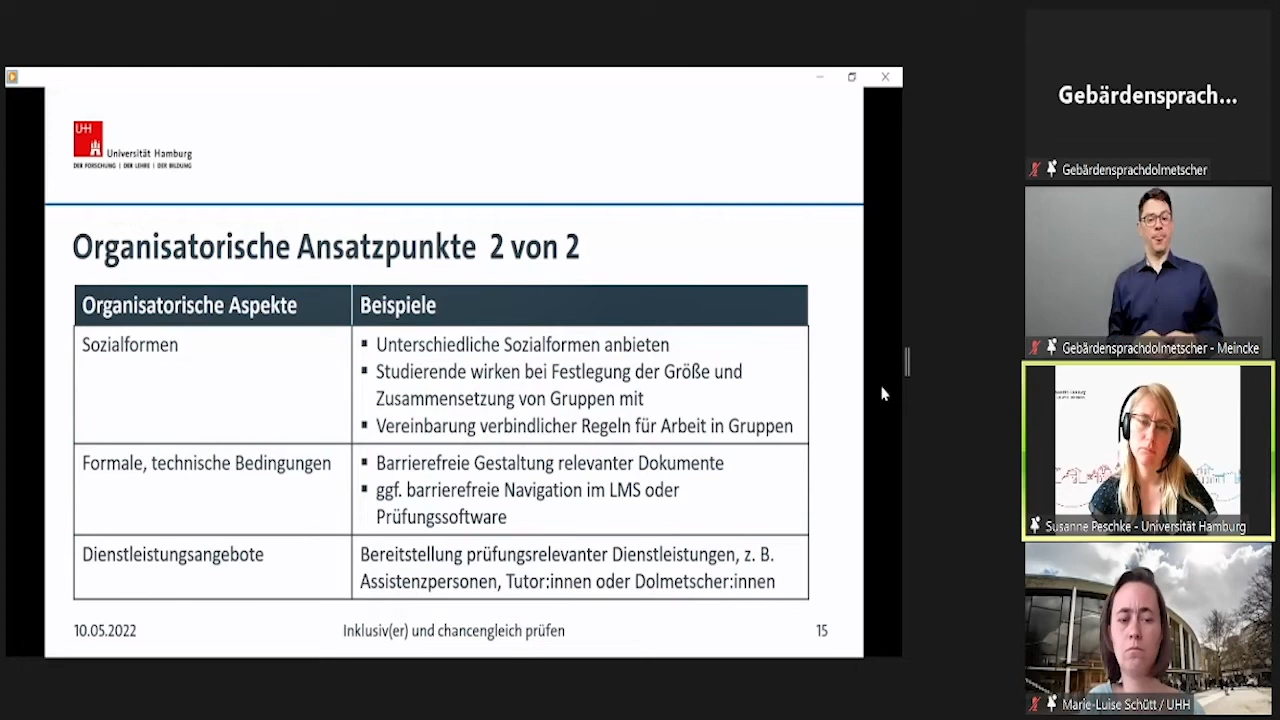 UHH
Universität Hamburg
DER FORSCHUNG | DER LEHRE | DER BILDUNG
Organisatorische Ansatzpunkte 2 von 2
Organisatorische Aspekte
Beispiele
Sozialformen
Unterschiedliche Sozialformen anbieten
Studierende wirken bei Festlegung der Größe und
Zusammensetzung von Gruppen mit
Vereinbarung verbindlicher Regeln für Arbeit in Gruppen
Formale, technische Bedingungen
Barrierefreie Gestaltung relevanter Dokumente
ggf. barrierefreie Navigation im LMS oder
Prüfungssoftware
Dienstleistungsangebote
Bereitstellung prüfungsrelevanter Dienstleistungen, z. B.
Assistenzpersonen, Tutor:innen oder Dolmetscher:innen
10.05.2022
Inklusiv(er) und chancengleich prüfen
15
Gebärdensprach...
Gebärdensprachdolmetscher
Gebärdensprachdolmetscher - Meincke
Susanne Peschke - Universität Hamburg
Marie-Luise Schütt / UHH